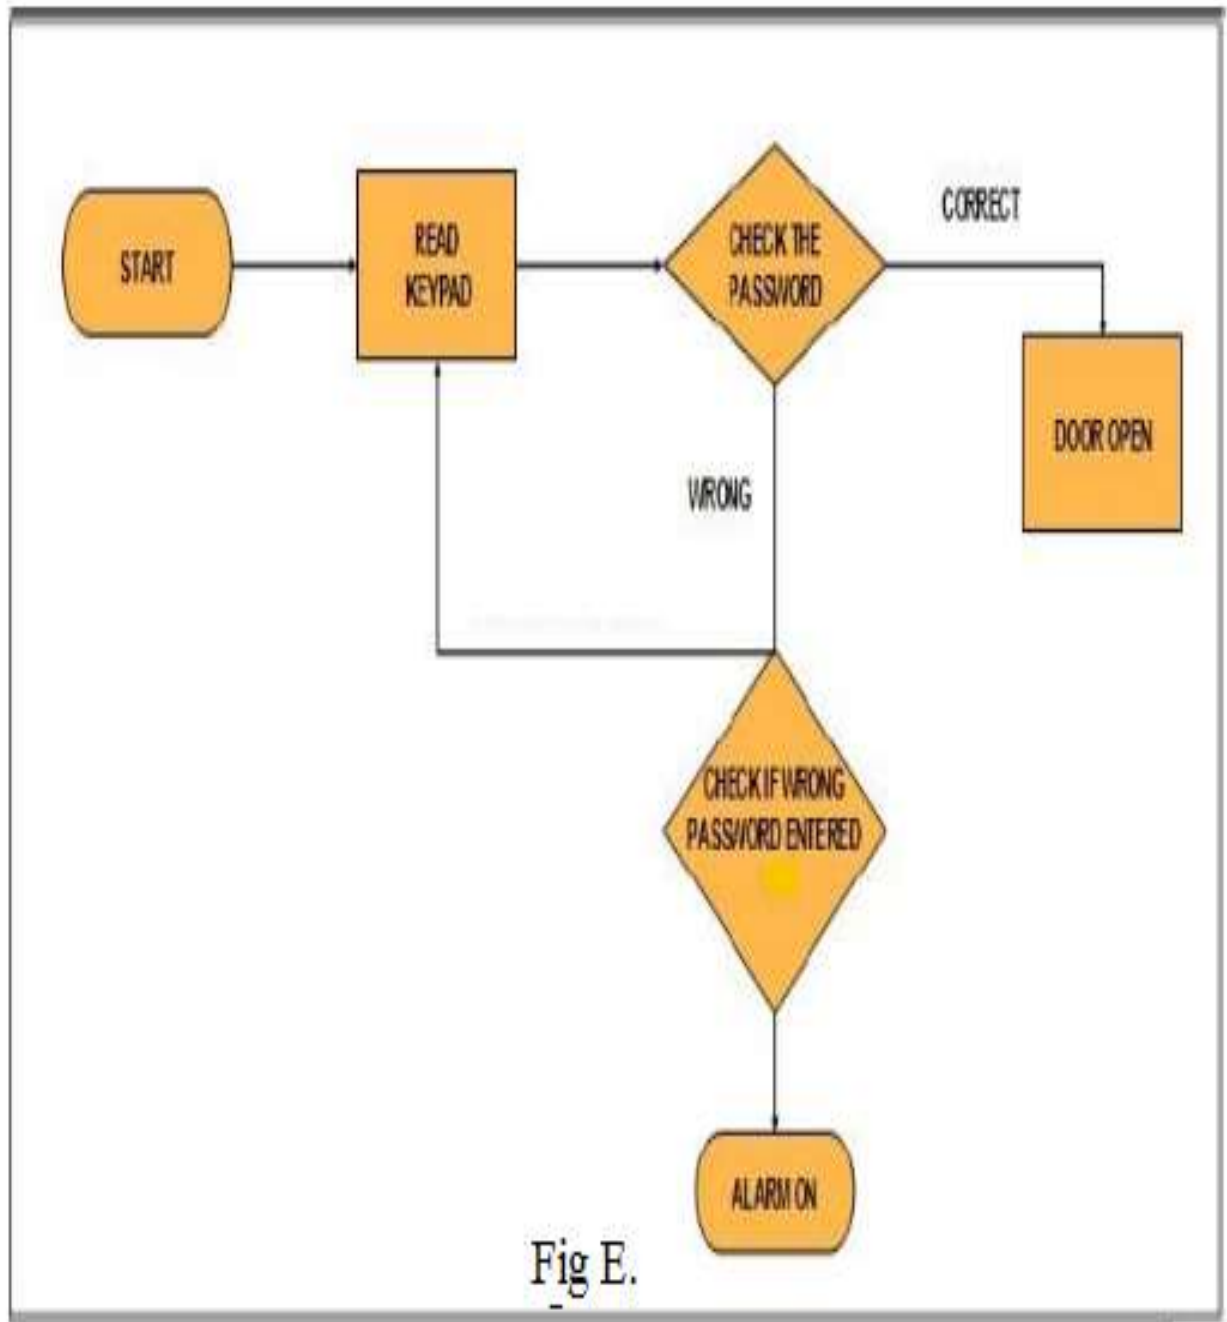 START
READ
KEYPAD
CHECK THE
PASSWORD
CORRECT
DOOR OPEN
WRONG
CHECK IF WRONG
PASSWORD ENTERED
ALARM ON
Fig E.